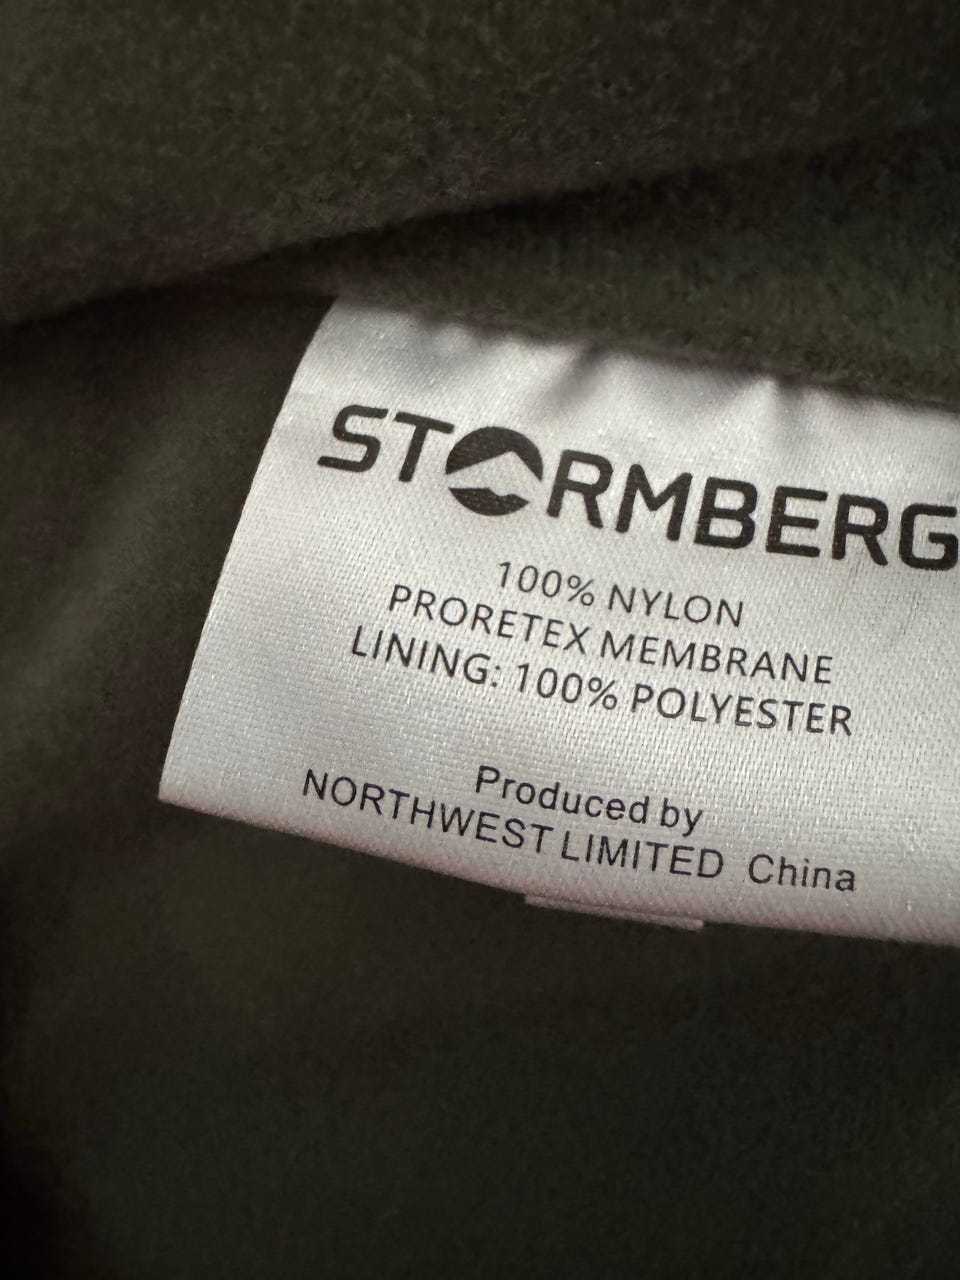 STORMBERG
100% NYLON
PRORETEX MEMBRANE
LINING: 100% POLYESTER
Produced by
NORTHWEST LIMITED China